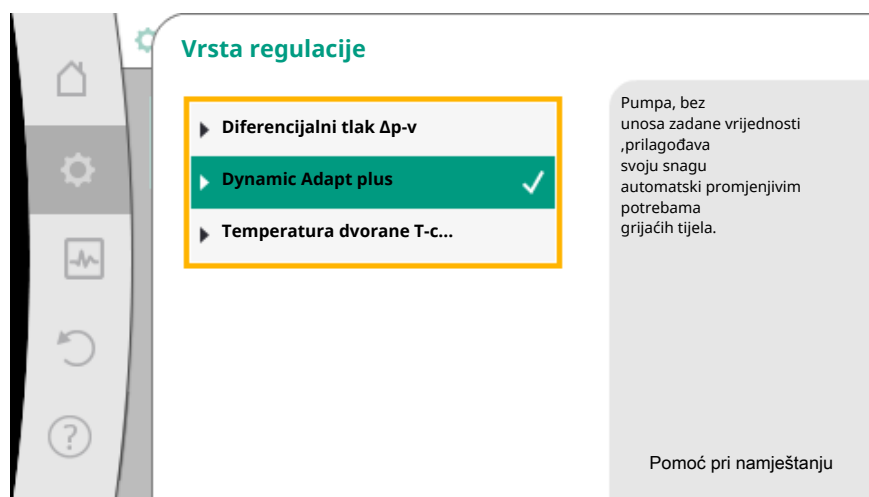 Vrsta regulacije
Diferencijalni tlak Δp-v
Dynamic Adapt plus
Temperatura dvorane T-c...
Pumpa, bez
unosa zadane vrijednosti
,prilagođava
svoju snagu
automatski promjenjivim
potrebama
grijaćih tijela.
Pomoć pri namještanju